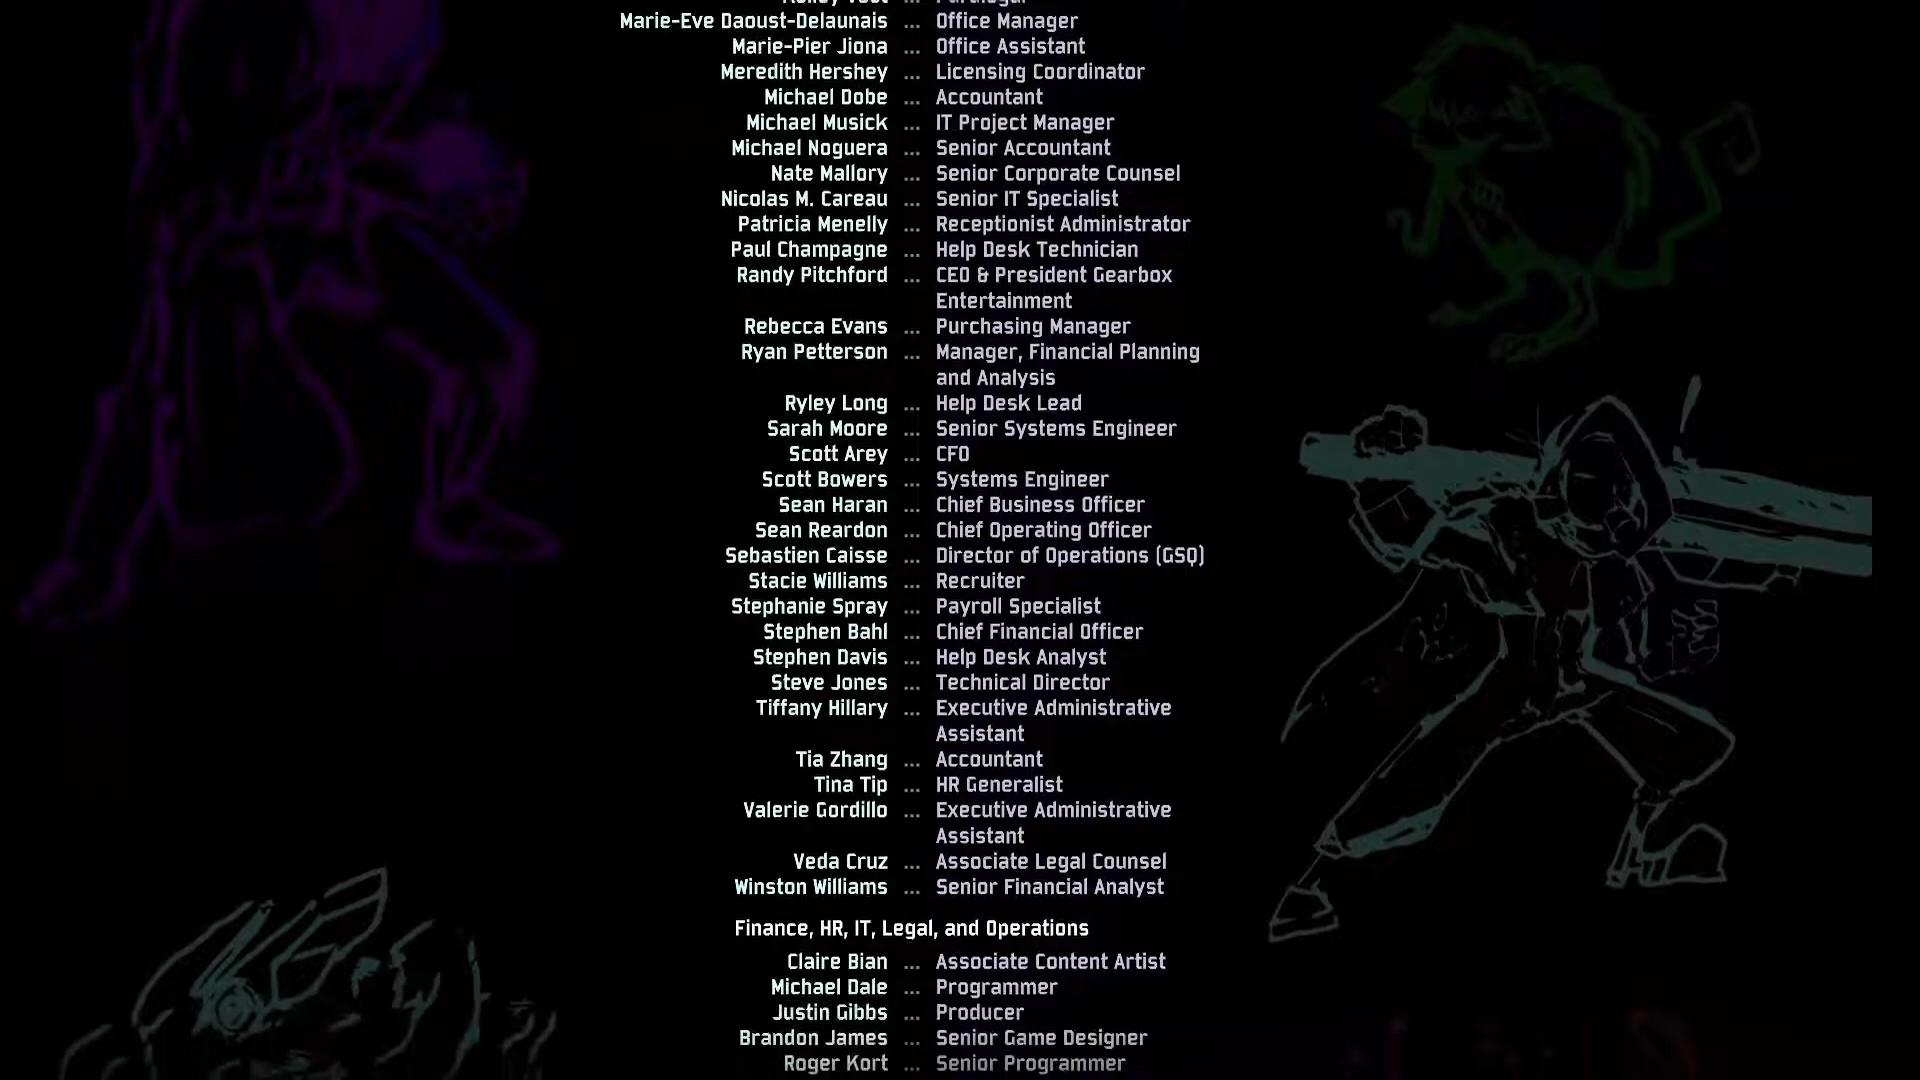 Marie-Eve Daoust-Delaunais ... Office Manager
Marie-Pier Jiona ... Office Assistant
Meredith Hershey ... Licensing Coordinator
Michael Dobe ... Accountant
Michael Musick ... IT Project Manager
Michael Noguera ... Senior Accountant
Nate Mallory ... Senior Corporate Counsel
Nicolas M. Careau ... Senior IT Specialist
Patricia Menelly ... Receptionist Administrator
Paul Champagne ... Help Desk Technician
Randy Pitchford ... CEO & President Gearbox
Entertainment
Rebecca Evans ... Purchasing Manager
Ryan Petterson ... Manager, Financial Planning
and Analysis
Ryley Long ... Help Desk Lead
Sarah Moore ... Senior Systems Engineer
Scott Arey ... CFO
Scott Bowers ... Systems Engineer
Sean Haran ... Chief Business Officer
Sean Reardon ... Chief Operating Officer
Sebastien Caisse ... Director of Operations (GSQ)
Stacie Williams ... Recruiter
Stephanie Spray ... Payroll Specialist
Stephen Bahl ... Chief Financial Officer
Stephen Davis ... Help Desk Analyst
Steve Jones ... Technical Director
Tiffany Hillary ... Executive Administrative
Assistant
Tia Zhang ... Accountant
Tina Tip ... HR Generalist
Valerie Gordillo ... Executive Administrative
Assistant
Veda Cruz ... Associate Legal Counsel
Winston Williams ... Senior Financial Analyst
Finance, HR, IT, Legal, and Operations
Claire Bian ... Associate Content Artist
Michael Dale ... Programmer
Justin Gibbs ... Producer
Brandon James ... Senior Game Designer
Roger Kort ... Senior Programmer